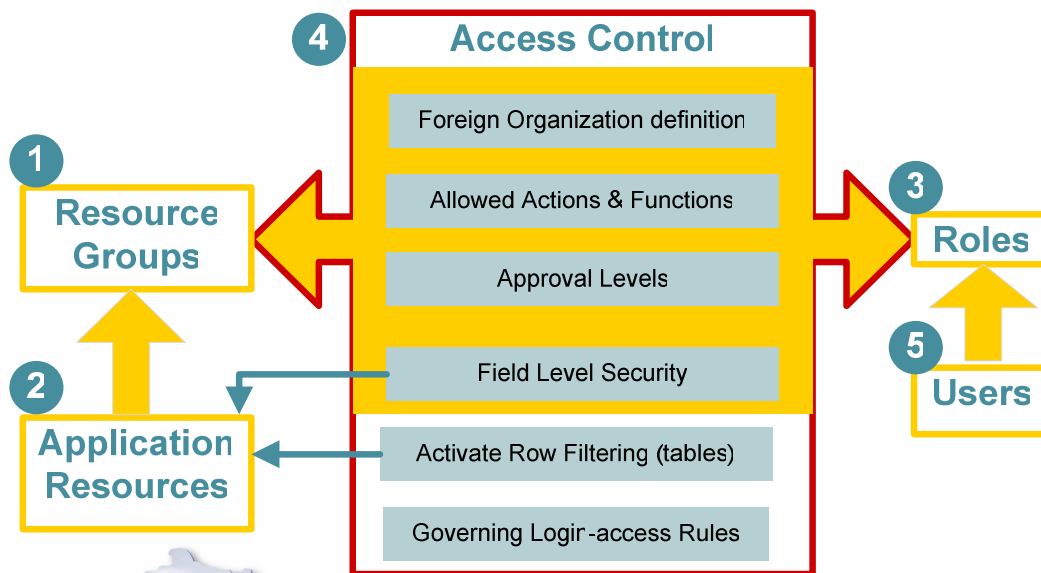 4
Access Control
Foreign Organization definition
1
Allowed Actions & Functions
3
Resource
Groups
Roles
Approval Levels
5
Field Level Security
2
Users
Application
Resources
Activate Row Filtering (tables)
Governing Login-access Rules